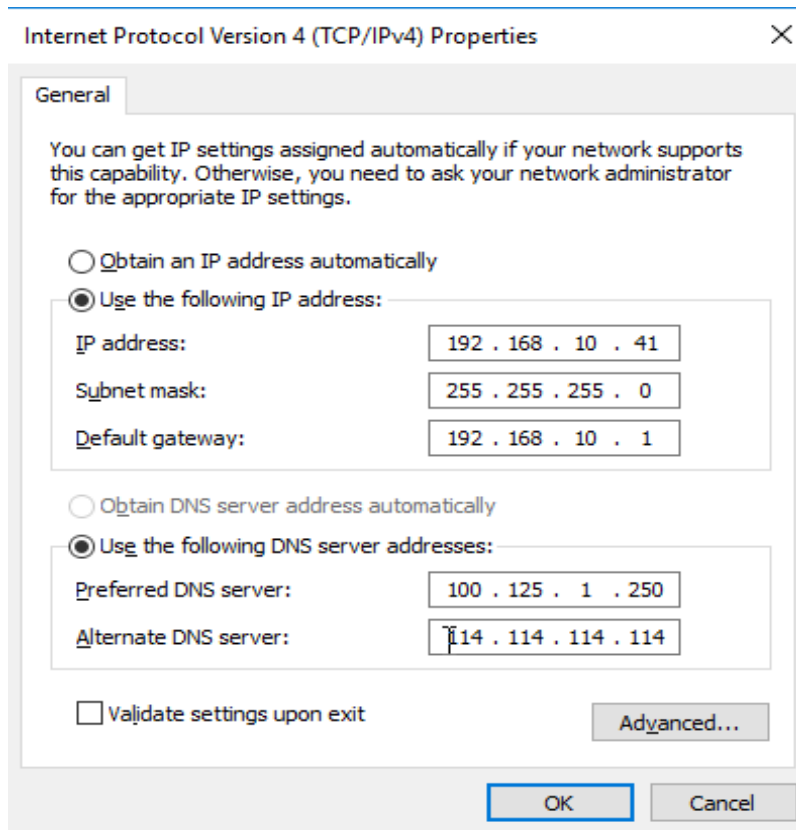 Internet Protocol Version 4 (TCP/IPv4) Properties
General
You can get IP settings assigned automatically if your network supports
this capability. Otherwise, you need to ask your network administrator
for the appropriate IP settings.
Obtain an IP address automatically
Use the following IP address:
IP address: 192 . 168 . 10 . 41
Subnet mask: 255 . 255 . 255 . 0
Default gateway: 192 . 168 . 10 . 1
Obtain DNS server address automatically
Use the following DNS server addresses:
Preferred DNS server: 100 . 125 . 1 . 250
Alternate DNS server: 114 . 114 . 114 . 114
Validate settings upon exit
Advanced...
OK Cancel